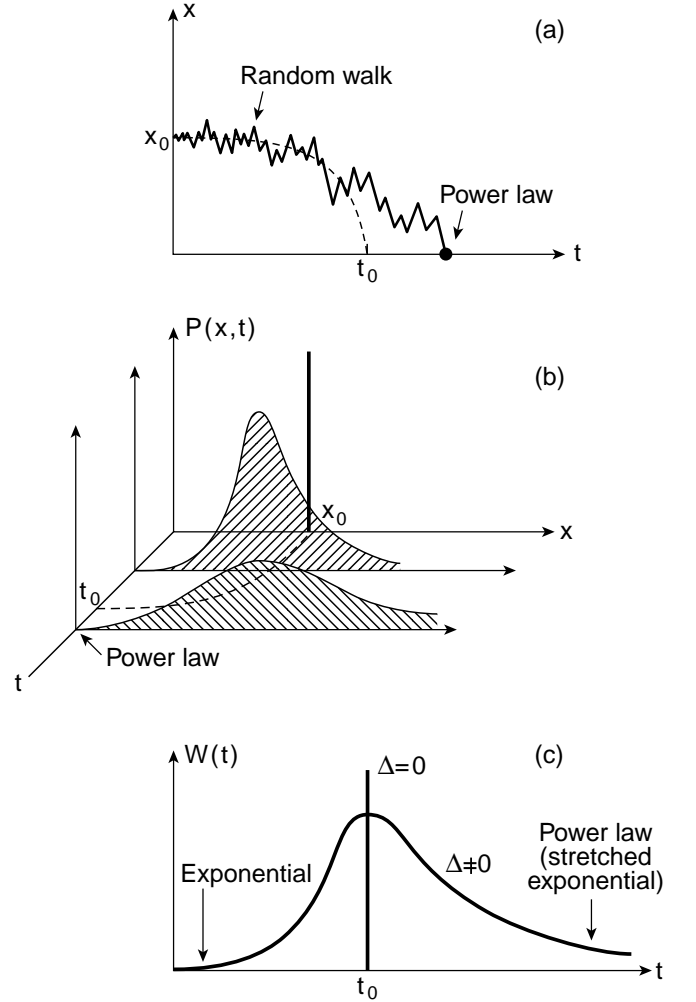 x
(a)
Random walk
x₀
Power law
t₀
t
P(x,t)
(b)
x₀
x
t₀
Power law
t
W(t)
Δ=0
(c)
Power law
(stretched
exponential)
Δ≠0
Exponential
t₀
t